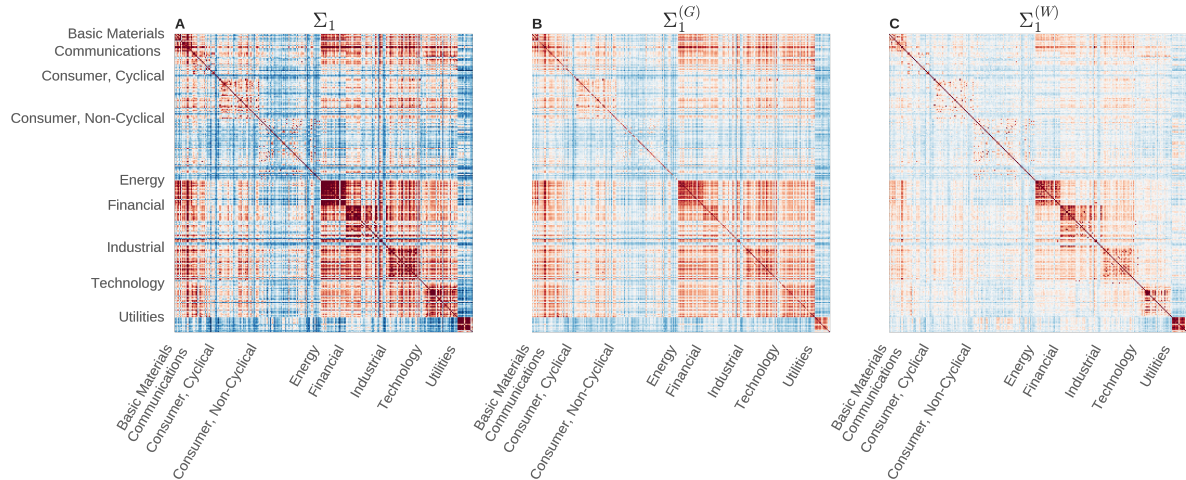 A
Σ₁
B
Σ₁⁽ᴳ⁾
C
Σ₁⁽ᵂ⁾
Basic Materials
Communications
Consumer, Cyclical
Consumer, Non-Cyclical
Energy
Financial
Industrial
Technology
Utilities
Basic Materials
Communications
Consumer, Cyclical
Consumer, Non-Cyclical
Energy
Financial
Industrial
Technology
Utilities
Basic Materials
Communications
Consumer, Cyclical
Consumer, Non-Cyclical
Energy
Financial
Industrial
Technology
Utilities
Basic Materials
Communications
Consumer, Cyclical
Consumer, Non-Cyclical
Energy
Financial
Industrial
Technology
Utilities